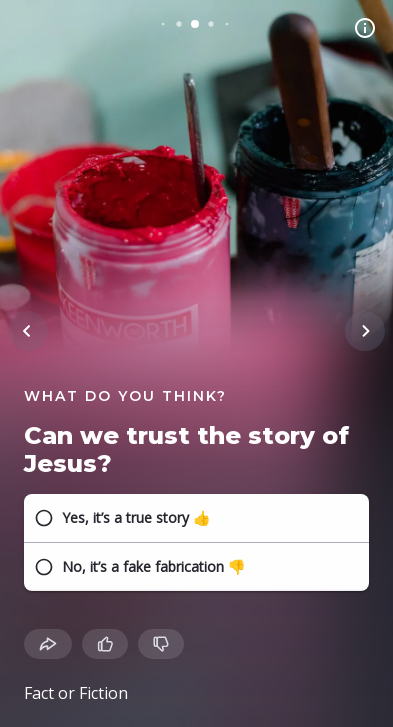 KEENWORTH
WHAT DO YOU THINK?
Can we trust the story of
Jesus?
Yes, it’s a true story 👍
No, it’s a fake fabrication 👎
Fact or Fiction